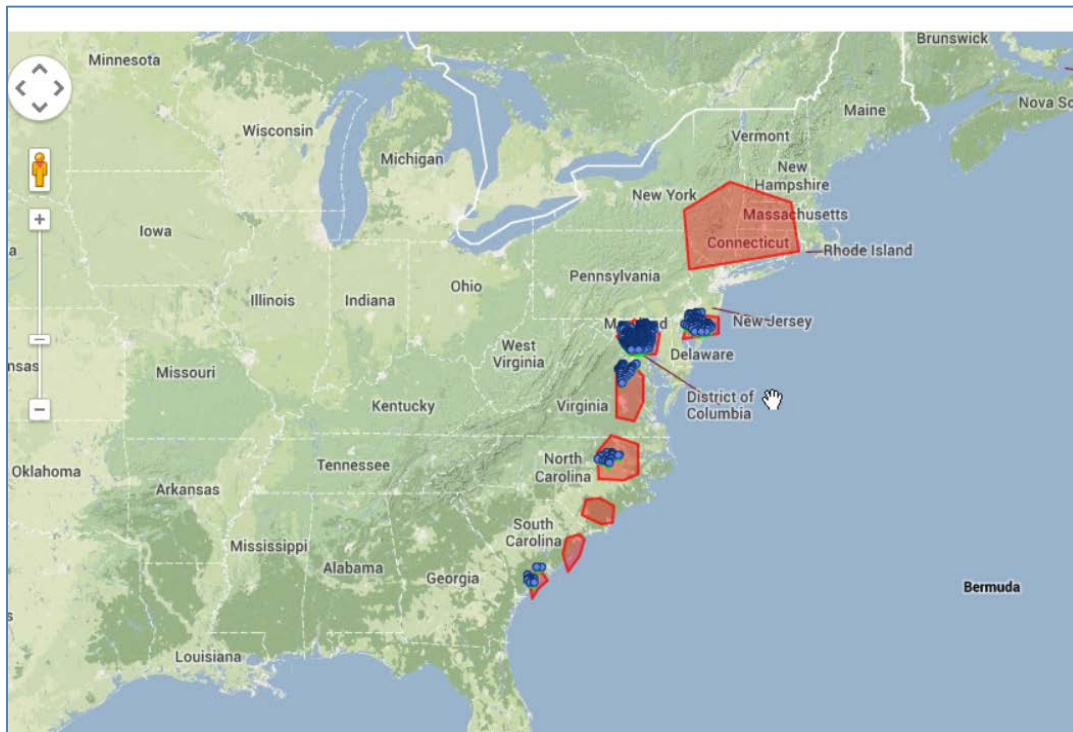 Brunswick
Minnesota
Maine
Nova
Wisconsin
Vermont
Michigan
New
Hampshire
New York
Massachusetts
Iowa
Connecticut
Rhode Island
Pennsylvania
Ohio
Illinois
Indiana
New Jersey
West
Virginia
Delaware
nsas
Missouri
District of
Columbia
Kentucky
Virginia
North
Carolina
Oklahoma
Tennessee
Arkansas
South
Carolina
Mississippi
Alabama
Georgia
Bermuda
Louisiana